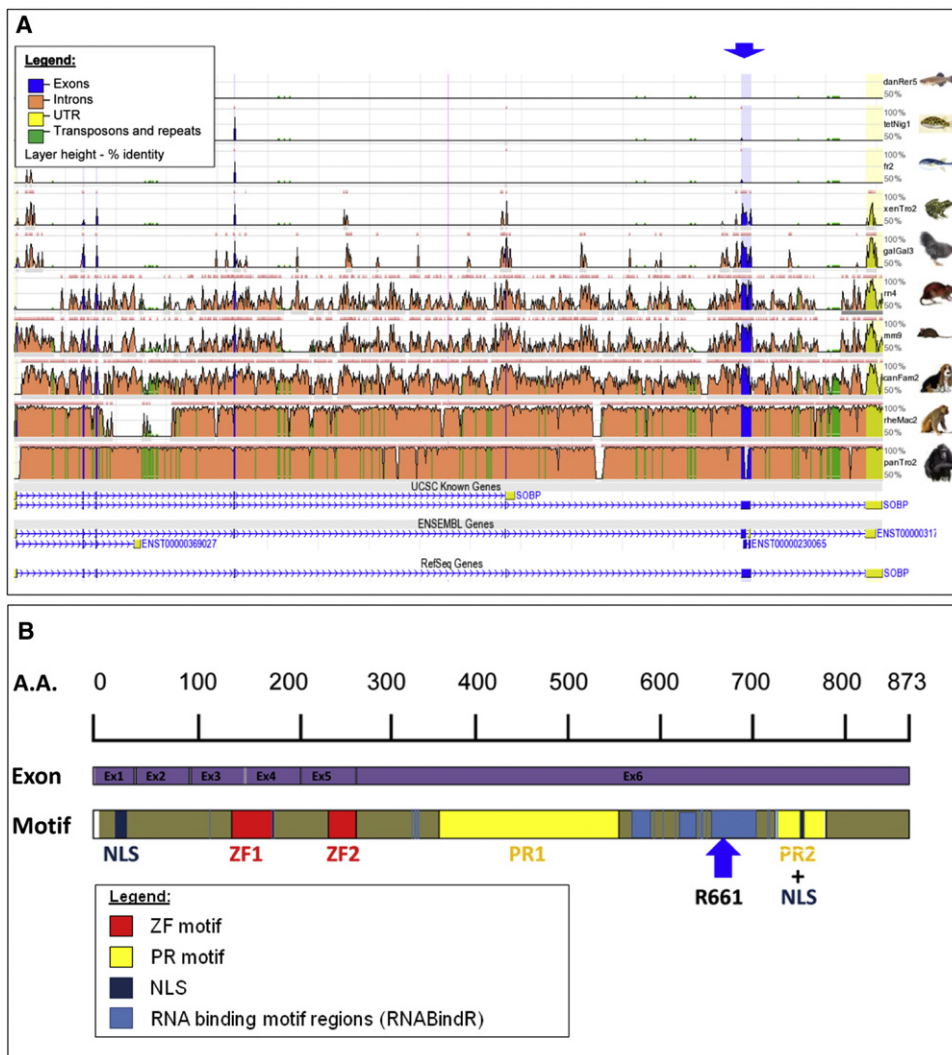 A
Legend:
Exons
Introns
UTR
Transposons and repeats
Layer height - % identity
danRer5
50%
100%
tetNig1
50%
100%
fr2
50%
100%
xenTro2
50%
100%
galGal3
50%
100%
rn4
50%
100%
mm9
50%
100%
canFam2
50%
100%
rheMac2
50%
100%
panTro2
50%
UCSC Known Genes
SOBP
SOBP
ENSEMBL Genes
ENST00000317
ENST00000369027
ENST00000230065
RefSeq Genes
SOBP
B
A.A. 0 100 200 300 400 500 600 700 800 873
Exon Ex1 Ex2 Ex3 Ex4 Ex5 Ex6
Motif
NLS ZF1 ZF2 PR1 R661 PR2
+
NLS
Legend:
ZF motif
PR motif
NLS
RNA binding motif regions (RNABindR)